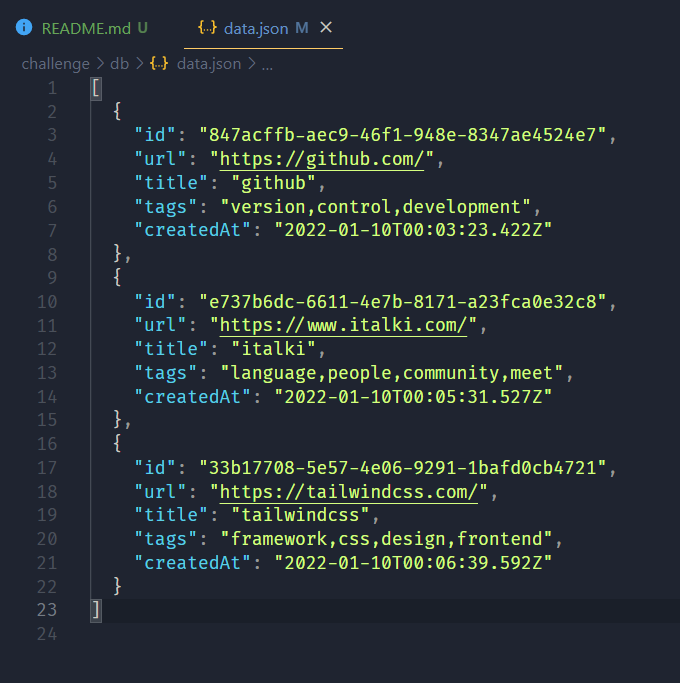 README.md U {..} data.json M ×
challenge > db > {..} data.json > ...
1 [
2 {
3 "id": "847acffb-aec9-46f1-948e-8347ae4524e7",
4 "url": "https://github.com/",
5 "title": "github",
6 "tags": "version,control,development",
7 "createdAt": "2022-01-10T00:03:23.422Z"
8 },
9 {
10 "id": "e737b6dc-6611-4e7b-8171-a23fca0e32c8",
11 "url": "https://www.italki.com/",
12 "title": "italki",
13 "tags": "language,people,community,meet",
14 "createdAt": "2022-01-10T00:05:31.527Z"
15 },
16 {
17 "id": "33b17708-5e57-4e06-9291-1bafd0cb4721",
18 "url": "https://tailwindcss.com/",
19 "title": "tailwindcss",
20 "tags": "framework,css,design,frontend",
21 "createdAt": "2022-01-10T00:06:39.592Z"
22 }
23 ]
24